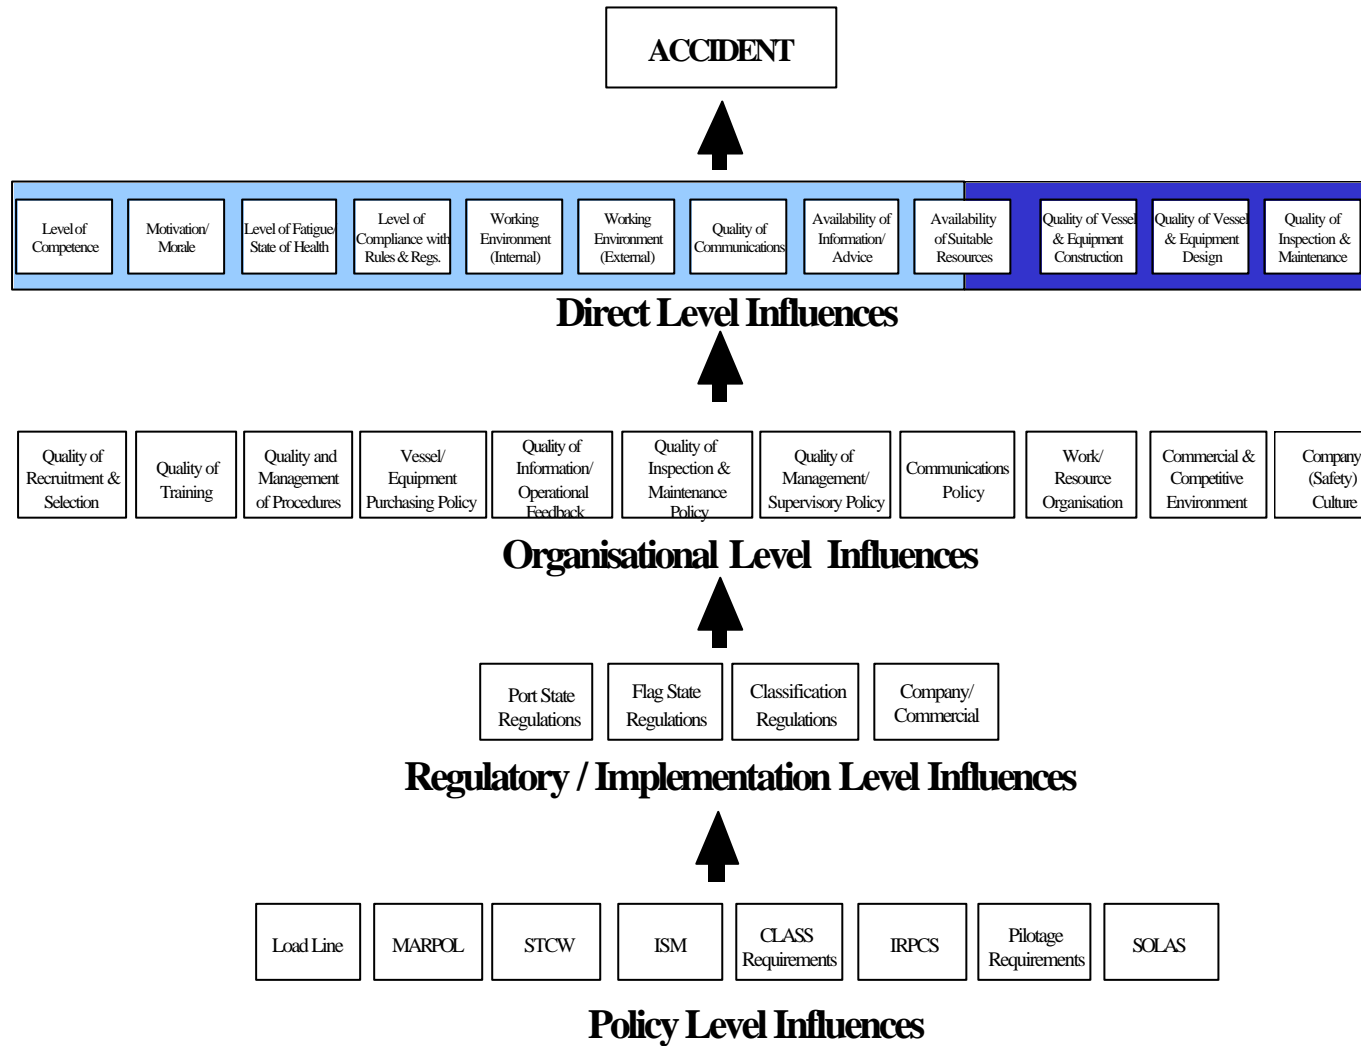 ACCIDENT
Level of
Competence
Motivation/
Morale
Level of Fatigue/
State of Health
Level of
Compliance with
Rules & Regs.
Working
Environment
(Internal)
Working
Environment
(External)
Quality of
Communications
Availability of
Information/
Advice
Availability
of Suitable
Resources
Quality of Vessel
& Equipment
Construction
Quality of Vessel
& Equipment
Design
Quality of
Inspection &
Maintenance
Direct Level Influences
Quality of
Recruitment &
Selection
Quality of
Training
Quality and
Management
of Procedures
Vessel/
Equipment
Purchasing Policy
Quality of
Information/
Operational
Feedback
Quality of
Inspection &
Maintenance
Policy
Quality of
Management/
Supervisory Policy
Communications
Policy
Work/
Resource
Organisation
Commercial &
Competitive
Environment
Company
(Safety)
Culture
Organisational Level Influences
Port State
Regulations
Flag State
Regulations
Classification
Regulations
Company/
Commercial
Regulatory / Implementation Level Influences
Load Line
MARPOL
STCW
ISM
CLASS
Requirements
IRPCS
Pilotage
Requirements
SOLAS
Policy Level Influences